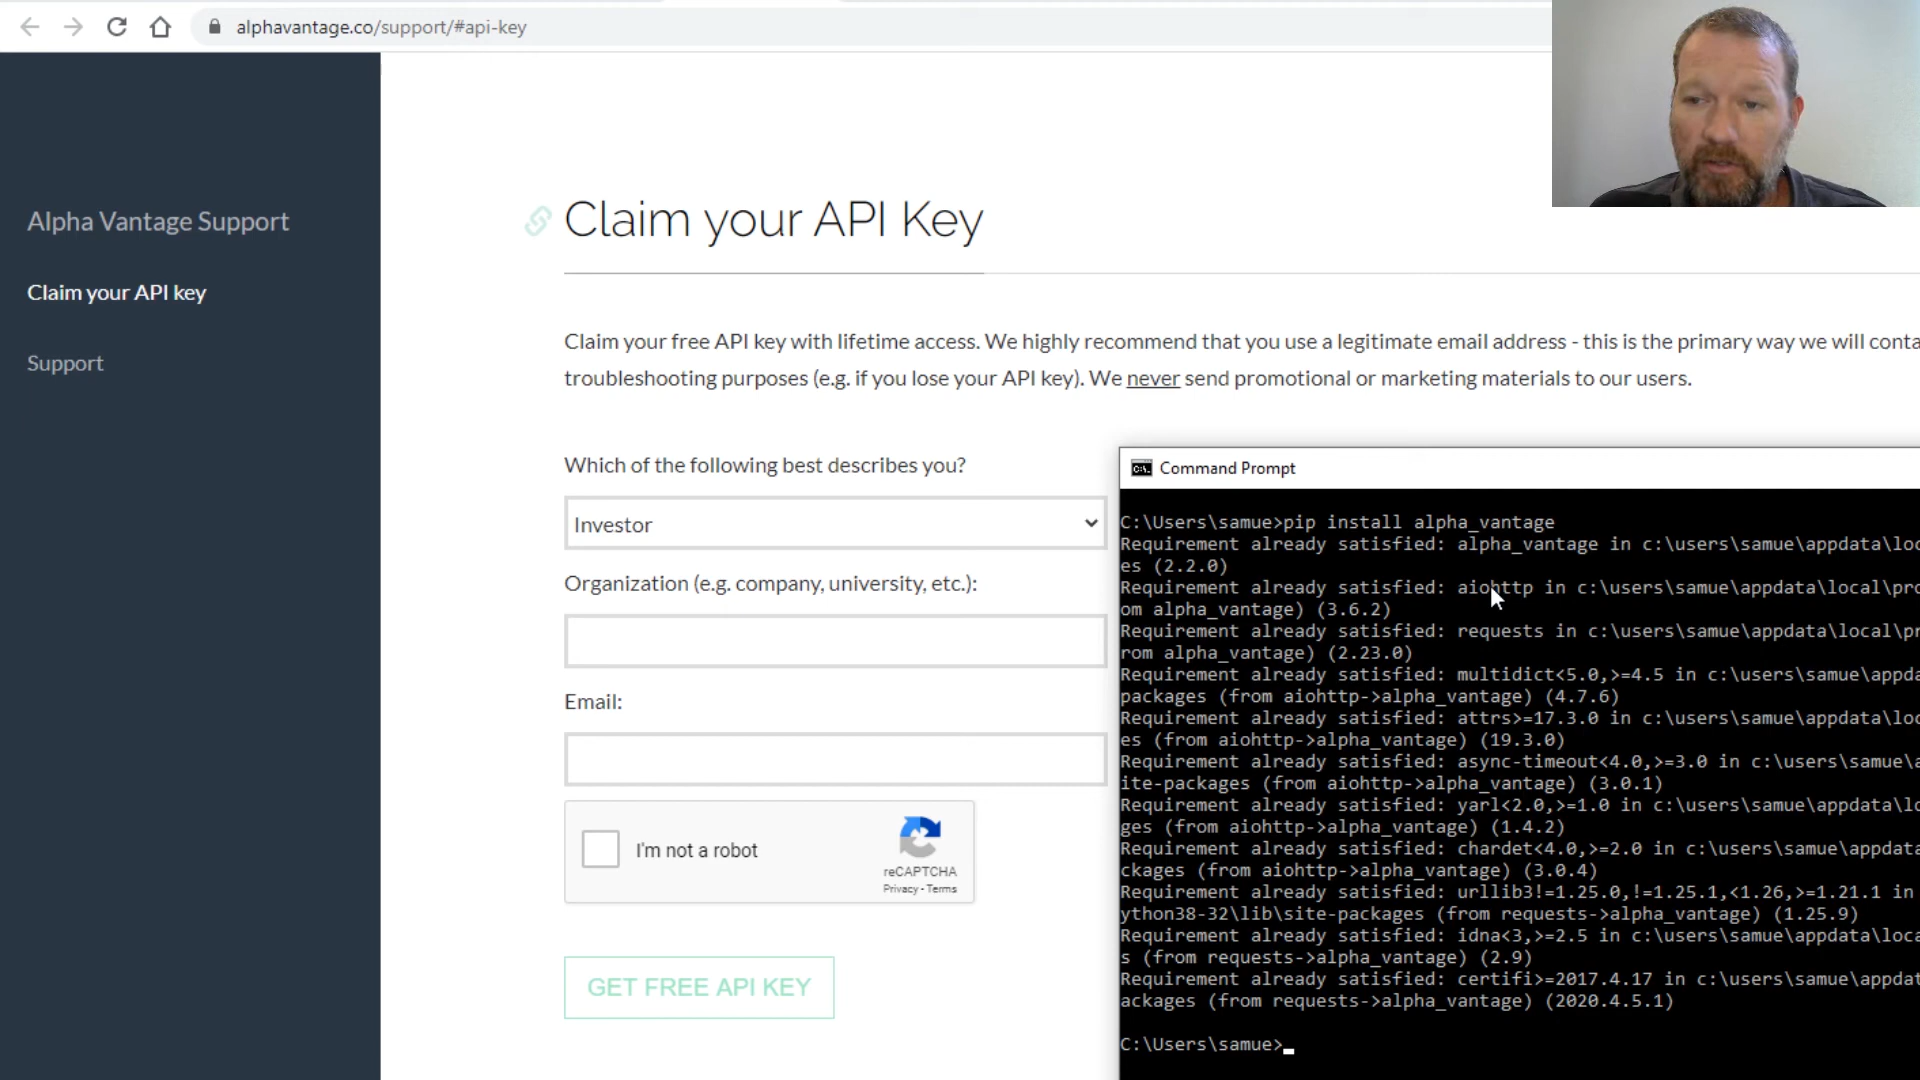 alphavantage.co/support/#api-key
Alpha Vantage Support
Claim your API key
Support
Claim your API Key
Claim your free API key with lifetime access. We highly recommend that you use a legitimate email address - this is the primary way we will conta
troubleshooting purposes (e.g. if you lose your API key). We never send promotional or marketing materials to our users.
Which of the following best describes you?
Investor
Organization (e.g. company, university, etc.):
Email:
I'm not a robot
reCAPTCHA
Privacy - Terms
GET FREE API KEY
Command Prompt
C:\Users\samue>pip install alpha_vantage
Requirement already satisfied: alpha_vantage in c:\users\samue\appdata\loc
es (2.2.0)
Requirement already satisfied: aiohttp in c:\users\samue\appdata\local\pro
om alpha_vantage) (3.6.2)
Requirement already satisfied: requests in c:\users\samue\appdata\local\pr
rom alpha_vantage) (2.23.0)
Requirement already satisfied: multidict<5.0,>=4.5 in c:\users\samue\appda
packages (from aiohttp->alpha_vantage) (4.7.6)
Requirement already satisfied: attrs>=17.3.0 in c:\users\samue\appdata\loc
es (from aiohttp->alpha_vantage) (19.3.0)
Requirement already satisfied: async-timeout<4.0,>=3.0 in c:\users\samue\a
ite-packages (from aiohttp->alpha_vantage) (3.0.1)
Requirement already satisfied: yarl<2.0,>=1.0 in c:\users\samue\appdata\lo
ges (from aiohttp->alpha_vantage) (1.4.2)
Requirement already satisfied: chardet<4.0,>=2.0 in c:\users\samue\appdata
ckages (from aiohttp->alpha_vantage) (3.0.4)
Requirement already satisfied: urllib3!=1.25.0,!=1.25.1,<1.26,>=1.21.1 in
ython38-32\lib\site-packages (from requests->alpha_vantage) (1.25.9)
Requirement already satisfied: idna<3,>=2.5 in c:\users\samue\appdata\loca
s (from requests->alpha_vantage) (2.9)
Requirement already satisfied: certifi>=2017.4.17 in c:\users\samue\appdat
ackages (from requests->alpha_vantage) (2020.4.5.1)
C:\Users\samue>